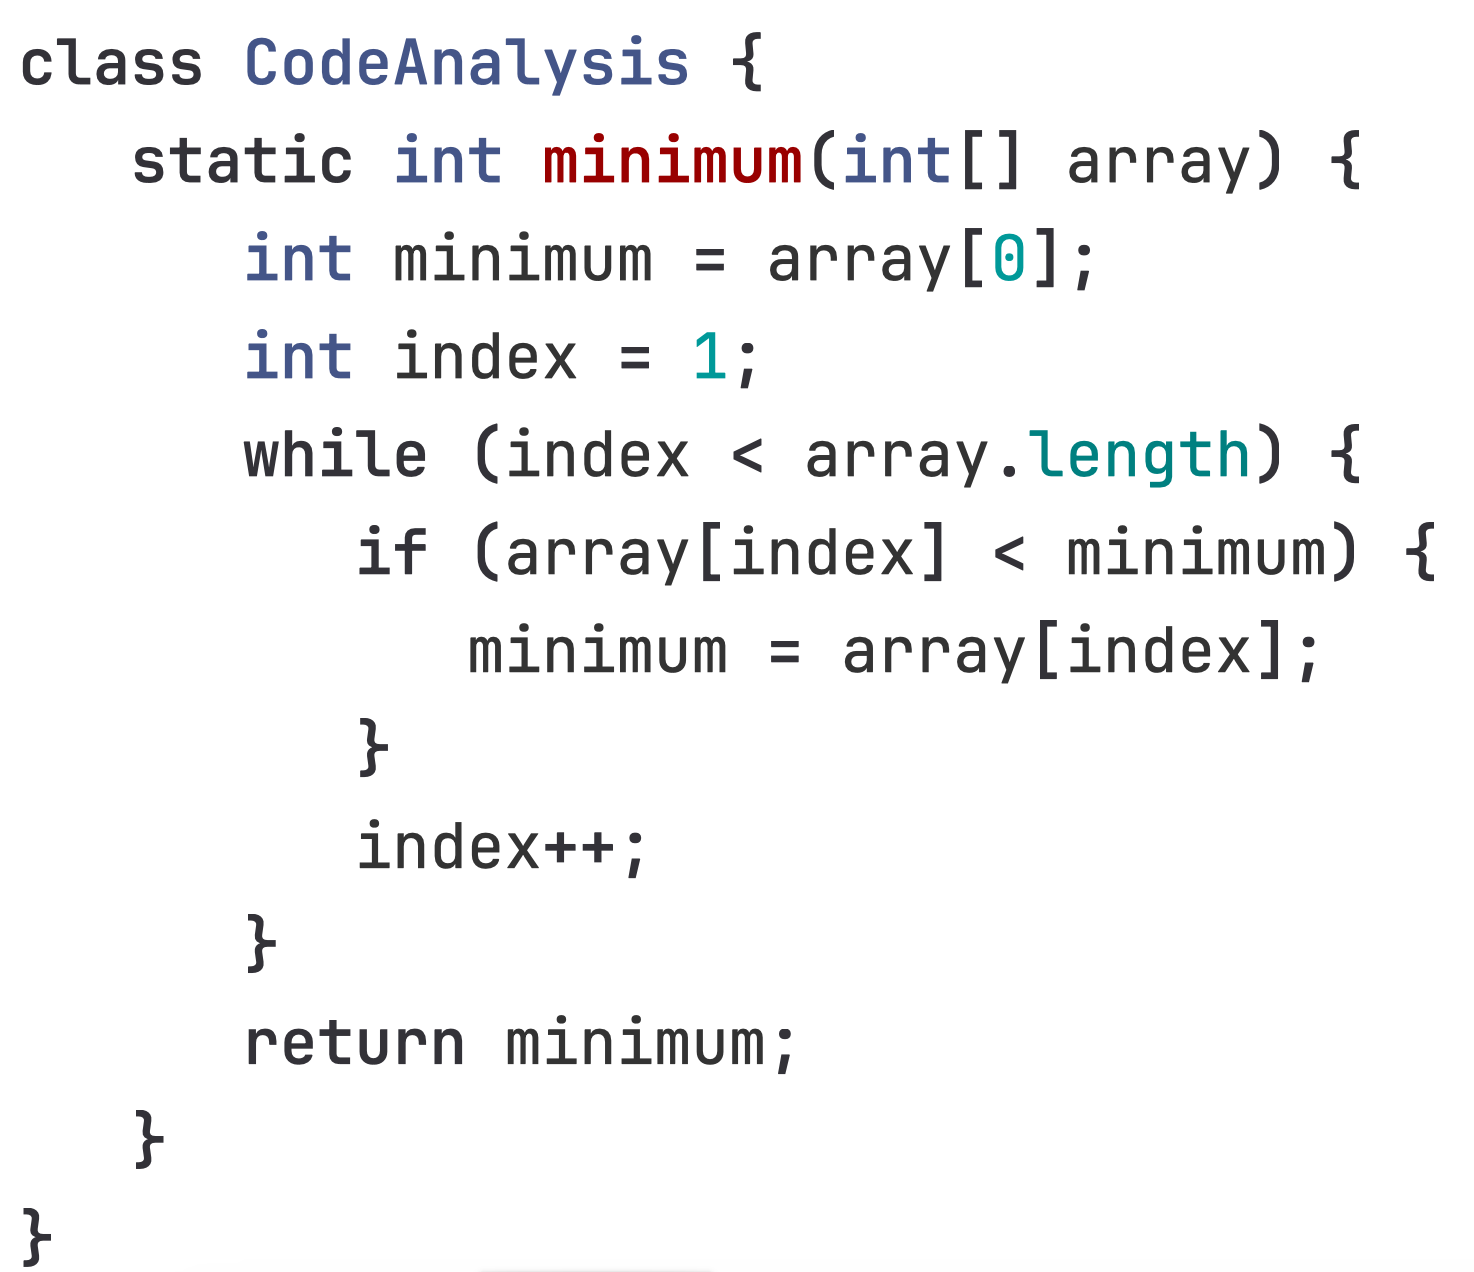 class CodeAnalysis {
   static int minimum(int[] array) {
      int minimum = array[0];
      int index = 1;
      while (index < array.length) {
         if (array[index] < minimum) {
            minimum = array[index];
         }
         index++;
      }
      return minimum;
   }
}